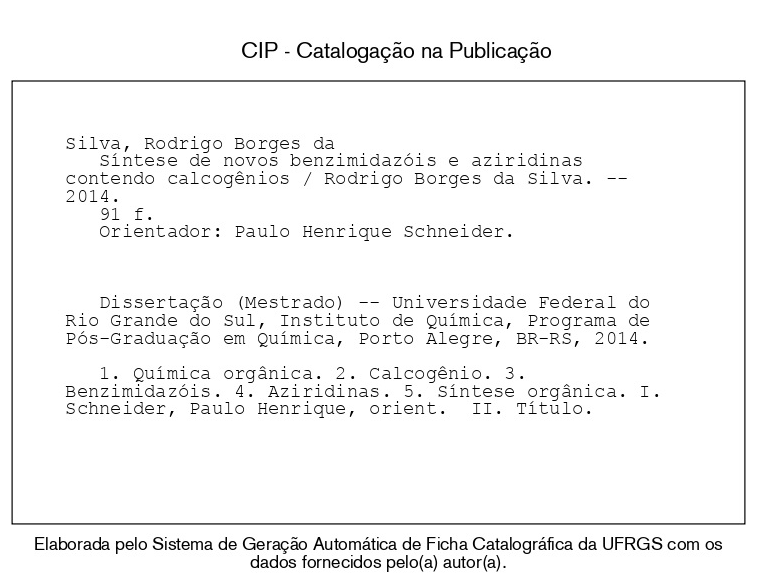 CIP - Catalogação na Publicação
Silva, Rodrigo Borges da
Síntese de novos benzimidazóis e aziridinas
contendo calcogênios / Rodrigo Borges da Silva. --
2014.
91 f.
Orientador: Paulo Henrique Schneider.
Dissertação (Mestrado) -- Universidade Federal do
Rio Grande do Sul, Instituto de Química, Programa de
Pós-Graduação em Química, Porto Alegre, BR-RS, 2014.
1. Química orgânica. 2. Calcogênio. 3.
Benzimidazóis. 4. Aziridinas. 5. Síntese orgânica. I.
Schneider, Paulo Henrique, orient.  II. Título.
Elaborada pelo Sistema de Geração Automática de Ficha Catalográfica da UFRGS com os
dados fornecidos pelo(a) autor(a).